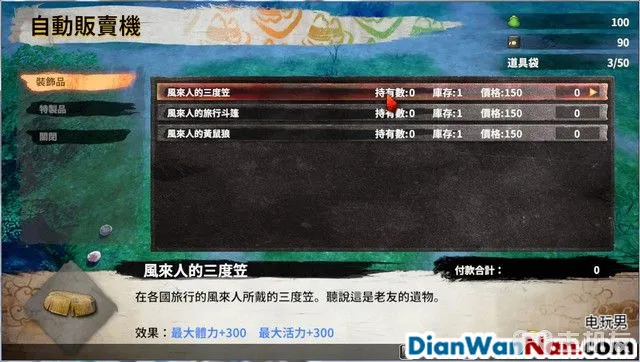 自動販賣機
100
90
道具袋 3/50
裝飾品
特製品
關閉
風來人的三度笠 持有數:0 庫存:1 價格:150 0
風來人的旅行斗篷 持有數:0 庫存:1 價格:150 0
風來人的黃鼠狼 持有數:0 庫存:1 價格:150 0
風來人的三度笠
付款合計: 0
在各國旅行的風來人所戴的三度笠。聽說這是老友的遺物。
效果: 最大體力+300 最大活力+300
电玩男
DianWanNan.com